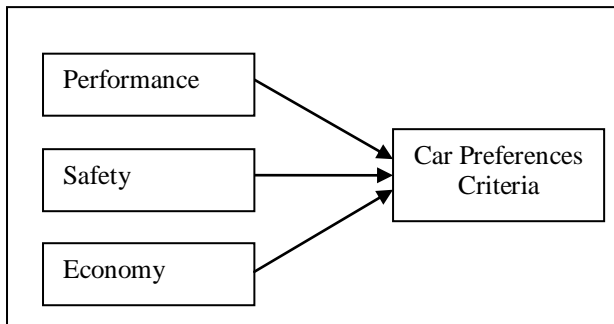 Performance
Safety
Economy
Car Preferences
Criteria